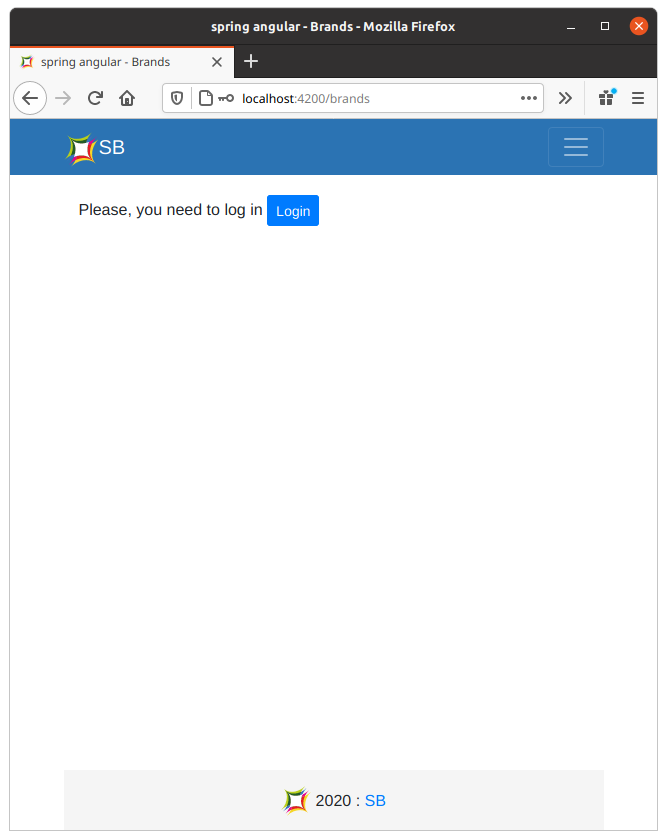 spring angular - Brands - Mozilla Firefox
spring angular - Brands
localhost:4200/brands
SB
Please, you need to log in Login
2020 : SB